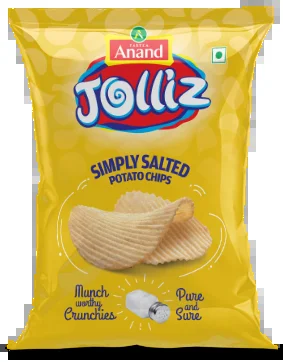 Anand
Jolliz
SIMPLY SALTED
POTATO CHIPS
Munch
worthy
Crunchies
Pure
and
Sure